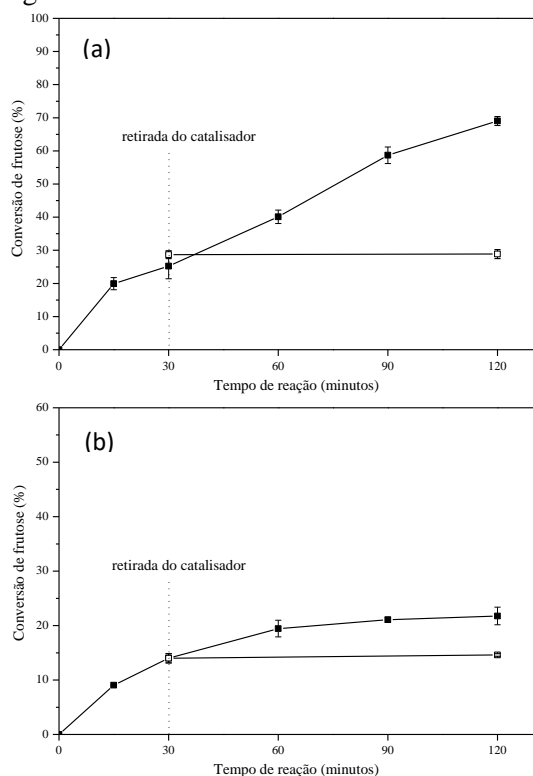 (a)
100
90
80
70
60
50
40
30
20
10
0
Conversão de frutose (%)
retirada do catalisador
0 30 60 90 120
Tempo de reação (minutos)
(b)
60
50
40
30
20
10
0
Conversão de frutose (%)
retirada do catalisador
0 30 60 90 120
Tempo de reação (minutos)